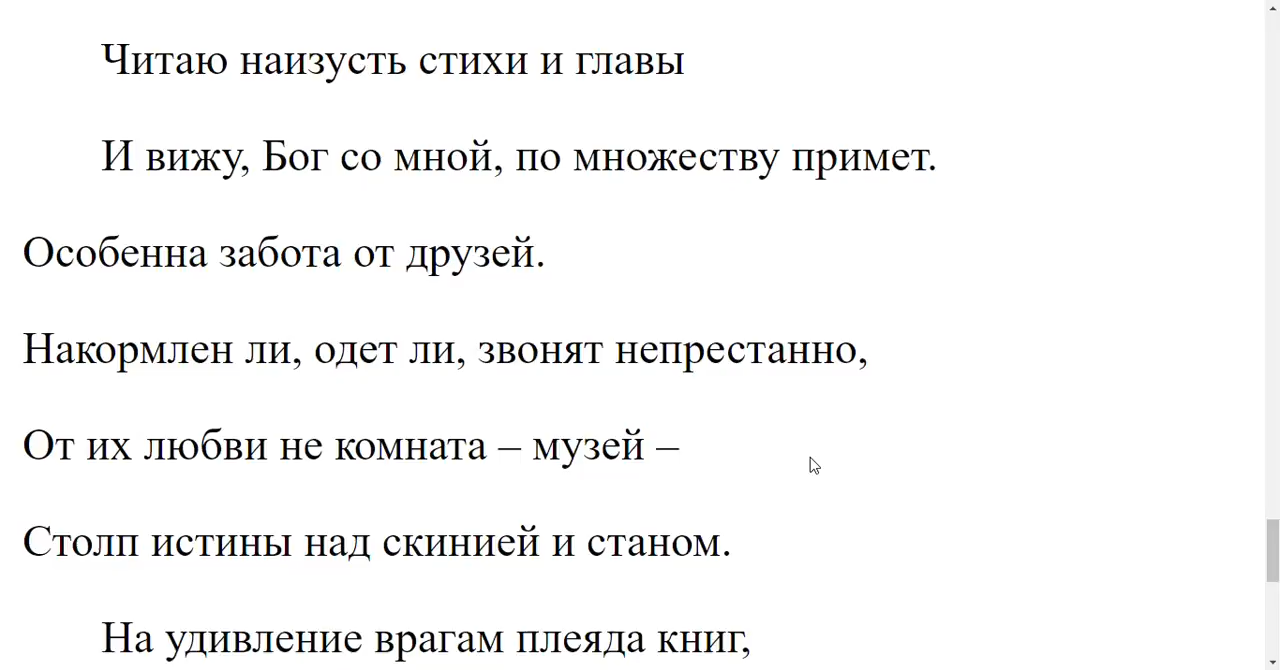 Читаю наизусть стихи и главы
И вижу, Бог со мной, по множеству примет.
Особенна забота от друзей.
Накормлен ли, одет ли, звонят непрестанно,
От их любви не комната – музей –
Столп истины над скинией и станом.
На удивление врагам плеяда книг,